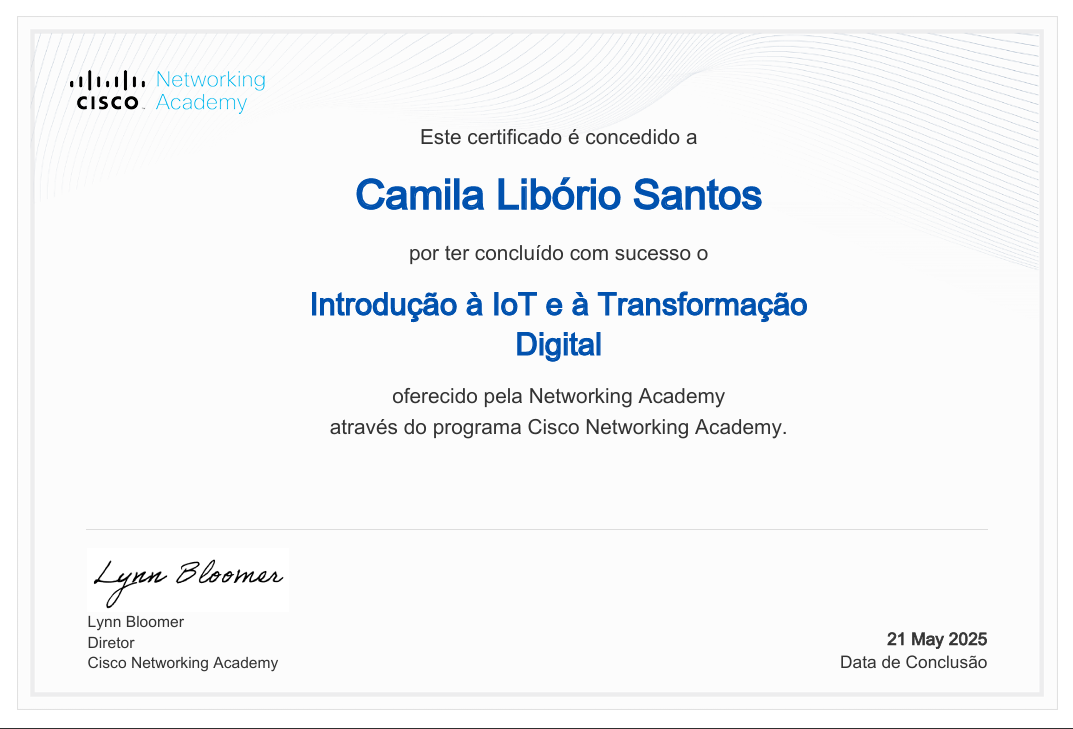 Networking
CISCO Academy
Este certificado é concedido a
Camila Libório Santos
por ter concluído com sucesso o
Introdução à IoT e à Transformação
Digital
oferecido pela Networking Academy
através do programa Cisco Networking Academy.
Lynn Bloomer
Lynn Bloomer
Diretor
Cisco Networking Academy
21 May 2025
Data de Conclusão